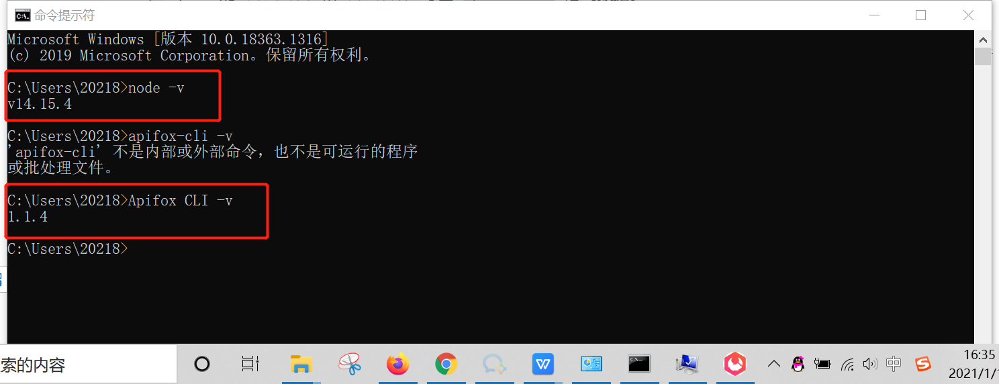 命令提示符
Microsoft Windows [版本 10.0.18363.1316]
(c) 2019 Microsoft Corporation。保留所有权利。
C:\Users\20218>node -v
v14.15.4
C:\Users\20218>apifox-cli -v
'apifox-cli' 不是内部或外部命令，也不是可运行的程序
或批处理文件。
C:\Users\20218>Apifox CLI -v
1.1.4
C:\Users\20218>
索的内容
中
16:35
2021/1/1